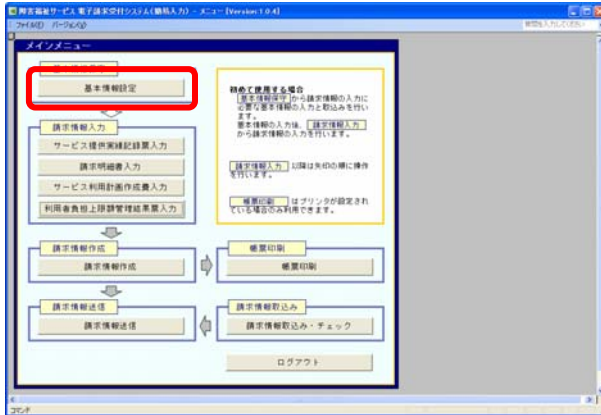 障害福祉サービス 電子請求受付システム(簡易入力) - メニュー [Version 1.0.4]
ファイル(F) バージョン(V)
質問を入力してください
メインメニュー
基本情報設定
初めて使用する場合
基本情報保守 から請求情報の入力に
必要な基本情報の入力と取込みを行い
ます。
基本情報の入力後、 請求情報入力
から請求情報の入力を行います。
請求情報入力 以降は矢印の順に操作
を行います。
帳票印刷 はプリンタが設定され
ている場合のみ利用できます。
請求情報入力
サービス提供実績記録票入力
請求明細書入力
サービス利用計画作成費入力
利用者負担上限額管理結果票入力
請求情報作成
請求情報作成
帳票印刷
帳票印刷
請求情報送信
請求情報送信
請求情報取込み
請求情報取込み・チェック
ログアウト
コマンド